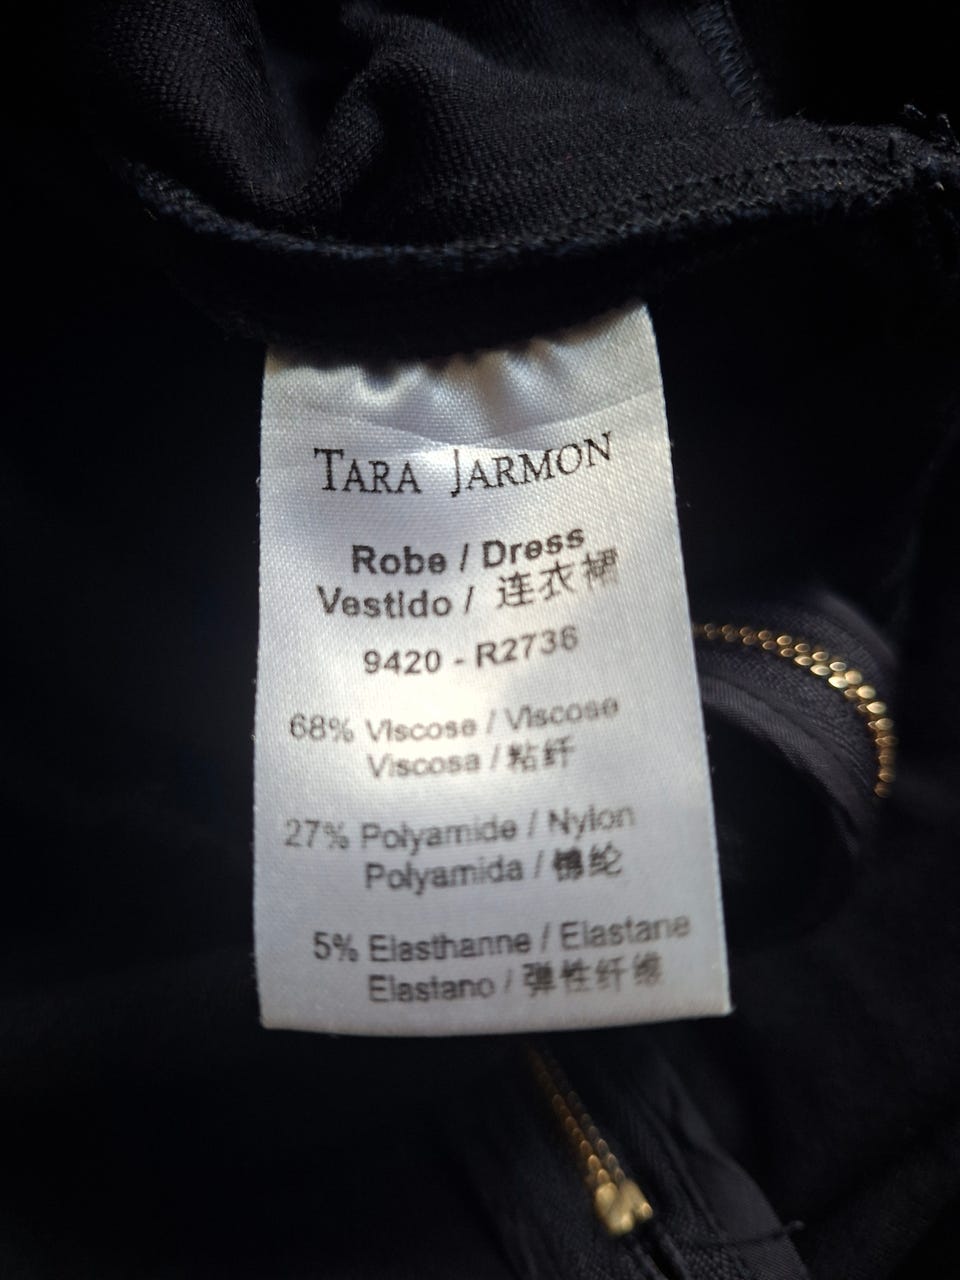 TARA JARMON
Robe / Dress
Vestido / 连衣裙
9420 - R2736
68% Viscose / Viscose
Viscosa / 粘纤
27% Polyamide / Nylon
Polyamida / 锦纶
5% Elasthanne / Elastane
Elastano / 弹性纤维